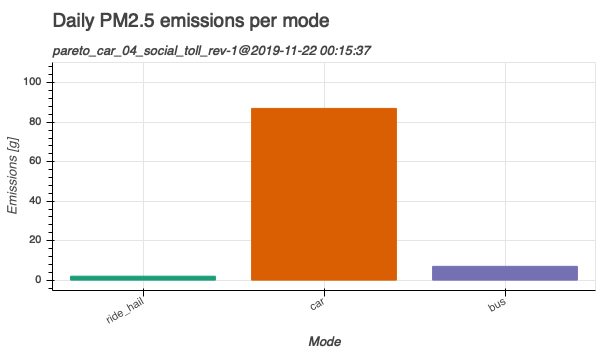 Daily PM2.5 emissions per mode
pareto_car_04_social_toll_rev-1@2019-11-22 00:15:37
Emissions [g]
100
80
60
40
20
0
ride_hail
car
bus
Mode